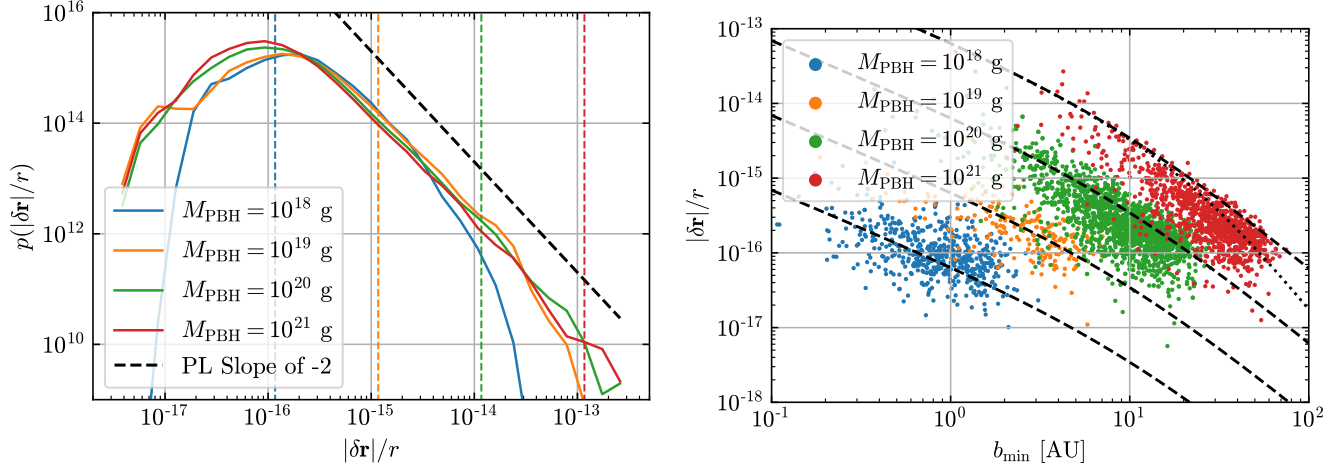 10^16
10^14
10^12
10^10
p(|δr|/r)
M_PBH = 10^18 g
M_PBH = 10^19 g
M_PBH = 10^20 g
M_PBH = 10^21 g
PL Slope of -2
10^-17 10^-16 10^-15 10^-14 10^-13
|δr|/r
10^-13
10^-14
10^-15
10^-16
10^-17
10^-18
|δr|/r
M_PBH = 10^18 g
M_PBH = 10^19 g
M_PBH = 10^20 g
M_PBH = 10^21 g
10^-1 10^0 10^1 10^2
b_min [AU]